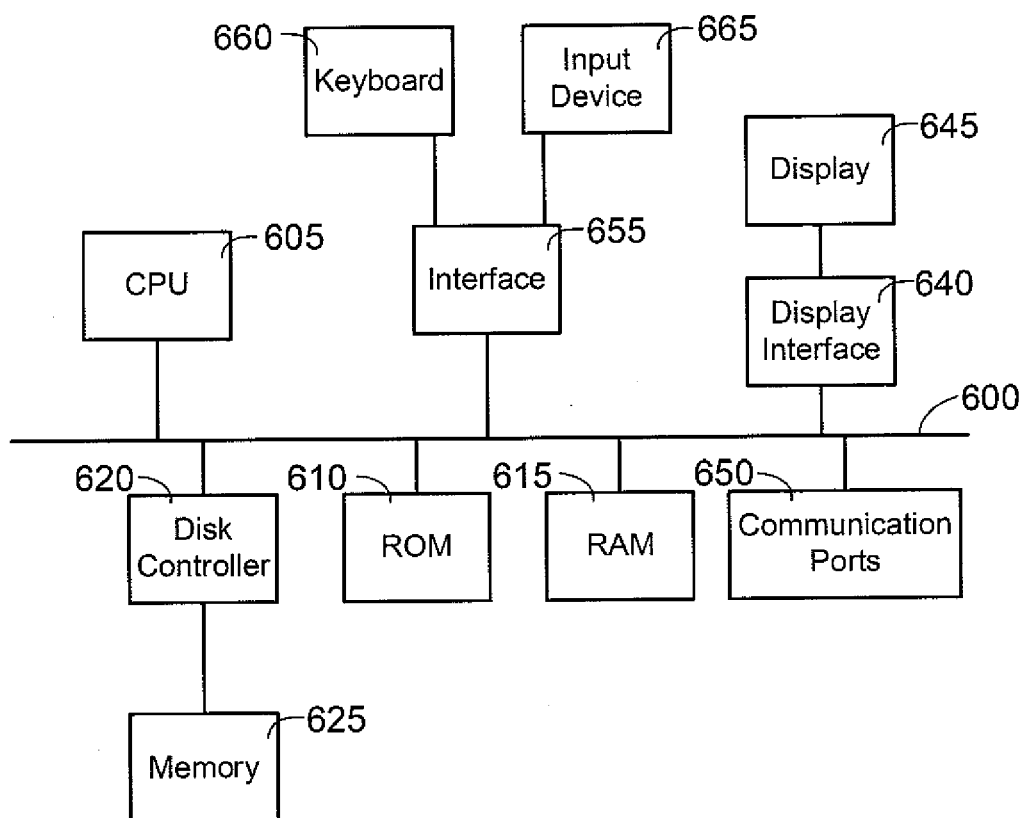 660
Keyboard
665
Input
Device
645
Display
605
CPU
655
Interface
640
Display
Interface
600
620
Disk
Controller
610
ROM
615
RAM
650
Communication
Ports
625
Memory